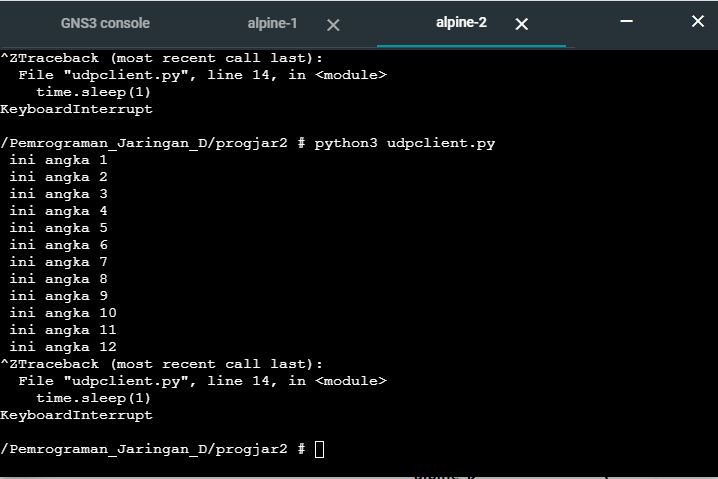 GNS3 console alpine-1 alpine-2
^ZTraceback (most recent call last):
  File "udpclient.py", line 14, in <module>
    time.sleep(1)
KeyboardInterrupt
/Pemrograman_Jaringan_D/progjar2 # python3 udpclient.py
 ini angka 1
 ini angka 2
 ini angka 3
 ini angka 4
 ini angka 5
 ini angka 6
 ini angka 7
 ini angka 8
 ini angka 9
 ini angka 10
 ini angka 11
 ini angka 12
^ZTraceback (most recent call last):
  File "udpclient.py", line 14, in <module>
    time.sleep(1)
KeyboardInterrupt
/Pemrograman_Jaringan_D/progjar2 #